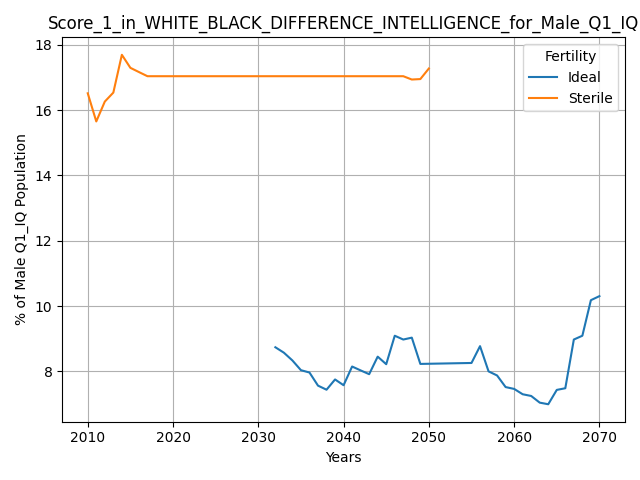 Score_1_in_WHITE_BLACK_DIFFERENCE_INTELLIGENCE_for_Male_Q1_IQ
18
16
14
12
10
8
% of Male Q1_IQ Population
Fertility
Ideal
Sterile
2010 2020 2030 2040 2050 2060 2070
Years